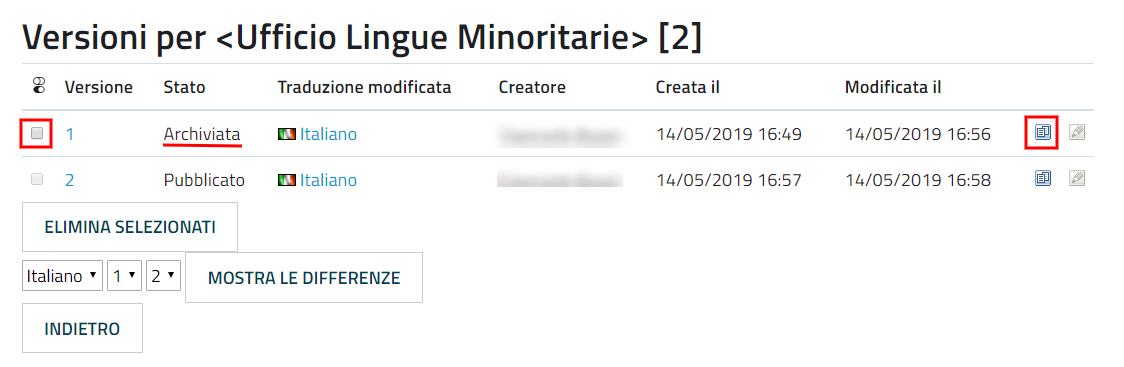 Versioni per <Ufficio Lingue Minoritarie> [2]
Versione Stato Traduzione modificata Creatore Creata il Modificata il
1 Archiviata Italiano 14/05/2019 16:49 14/05/2019 16:56
2 Pubblicato Italiano 14/05/2019 16:57 14/05/2019 16:58
ELIMINA SELEZIONATI
Italiano 1 2 MOSTRA LE DIFFERENZE
INDIETRO